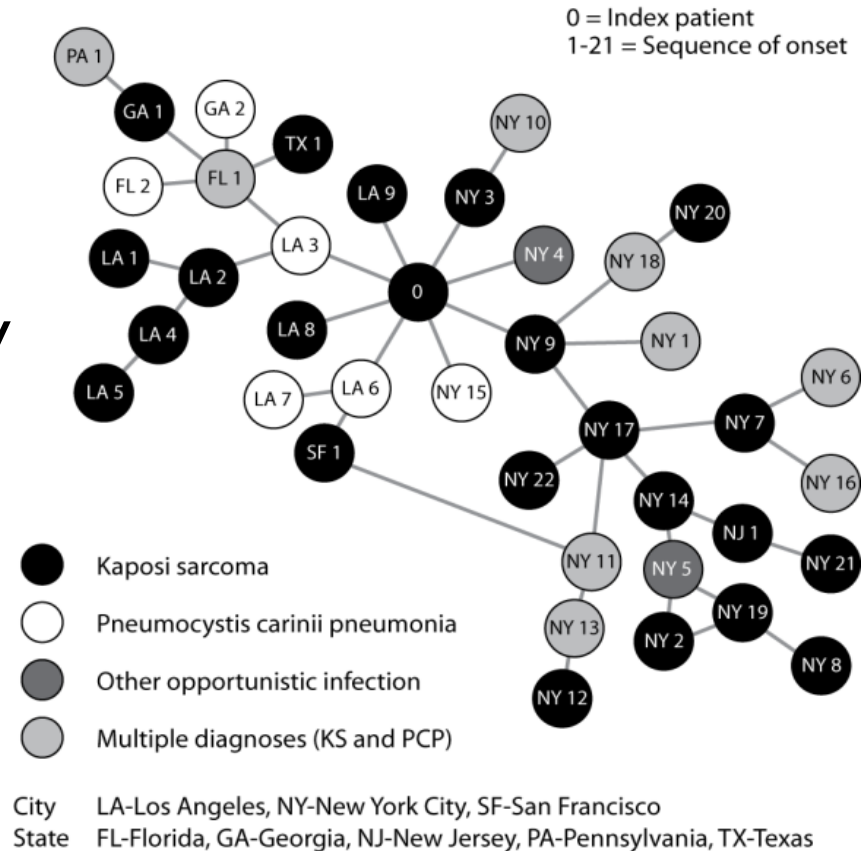 0 = Index patient
1-21 = Sequence of onset
PA 1
GA 1
GA 2
TX 1
NY 10
FL 2
FL 1
LA 9
NY 3
NY 20
LA 1
LA 2
LA 3
NY 4
NY 18
0
LA 4
LA 8
NY 9
NY 1
LA 5
LA 7
LA 6
NY 15
NY 6
SF 1
NY 17
NY 7
NY 22
NY 14
NY 16
NJ 1
NY 11
NY 5
NY 21
NY 13
NY 2
NY 19
NY 12
NY 8
Kaposi sarcoma
Pneumocystis carinii pneumonia
Other opportunistic infection
Multiple diagnoses (KS and PCP)
City LA-Los Angeles, NY-New York City, SF-San Francisco
State FL-Florida, GA-Georgia, NJ-New Jersey, PA-Pennsylvania, TX-Texas